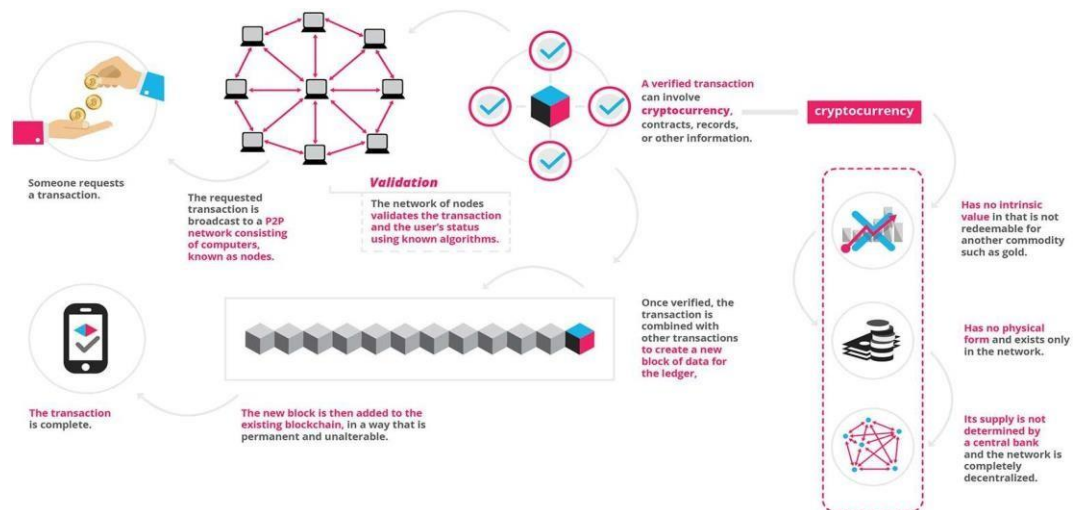 Someone requests
a transaction.
The requested
transaction is
broadcast to a P2P
network consisting
of computers,
known as nodes.
Validation
The network of nodes
validates the transaction
and the user's status
using known algorithms.
A verified transaction
can involve
cryptocurrency,
contracts, records,
or other information.
cryptocurrency
Has no intrinsic
value in that is not
redeemable for
another commodity
such as gold.
Has no physical
form and exists only
in the network.
Its supply is not
determined by
a central bank
and the network is
completely
decentralized.
Once verified, the
transaction is
combined with
other transactions
to create a new
block of data for
the ledger,
The new block is then added to the
existing blockchain, in a way that is
permanent and unalterable.
The transaction
is complete.